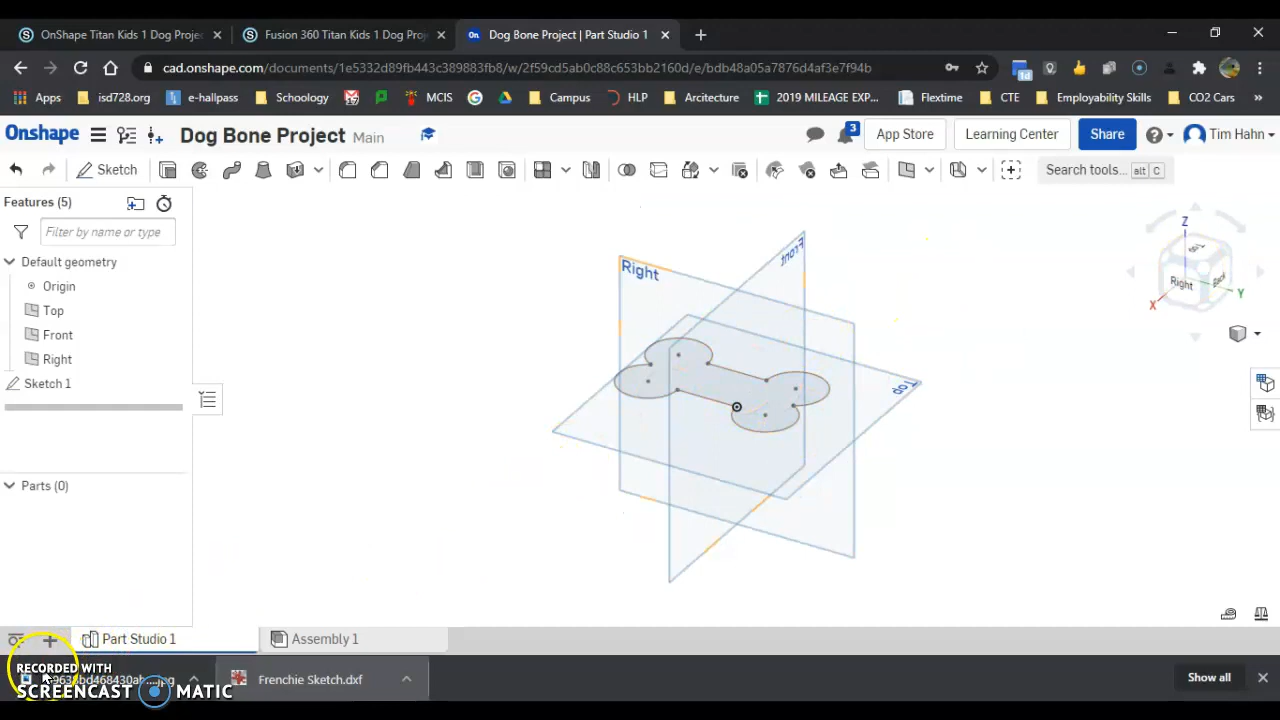 OnShape Titan Kids 1 Dog Proje
Fusion 360 Titan Kids 1 Dog Proj
Dog Bone Project | Part Studio 1
cad.onshape.com/documents/1e5332d89fb443c389883fb8/w/2f59cd5ab0c88c653bb2160d/e/bdb48a05a7876d4af3e7f94b
1d
Apps
isd728.org
e-hallpass
Schoology
MCIS
Campus
HLP
Arcitecture
2019 MILEAGE EXP...
Flextime
CTE
Employability Skills
CO2 Cars
»
Onshape
Dog Bone Project Main
3
App Store
Learning Center
Share
Tim Hahn
Sketch
Search tools... alt C
Features (5)
Filter by name or type
Default geometry
Origin
Top
Front
Right
Sketch 1
Parts (0)
Right
Front
Top
Z
Right
Back
X
Y
Part Studio 1
Assembly 1
RECORDED WITH
SCREENCAST MATIC
Frenchie Sketch.dxf
Show all